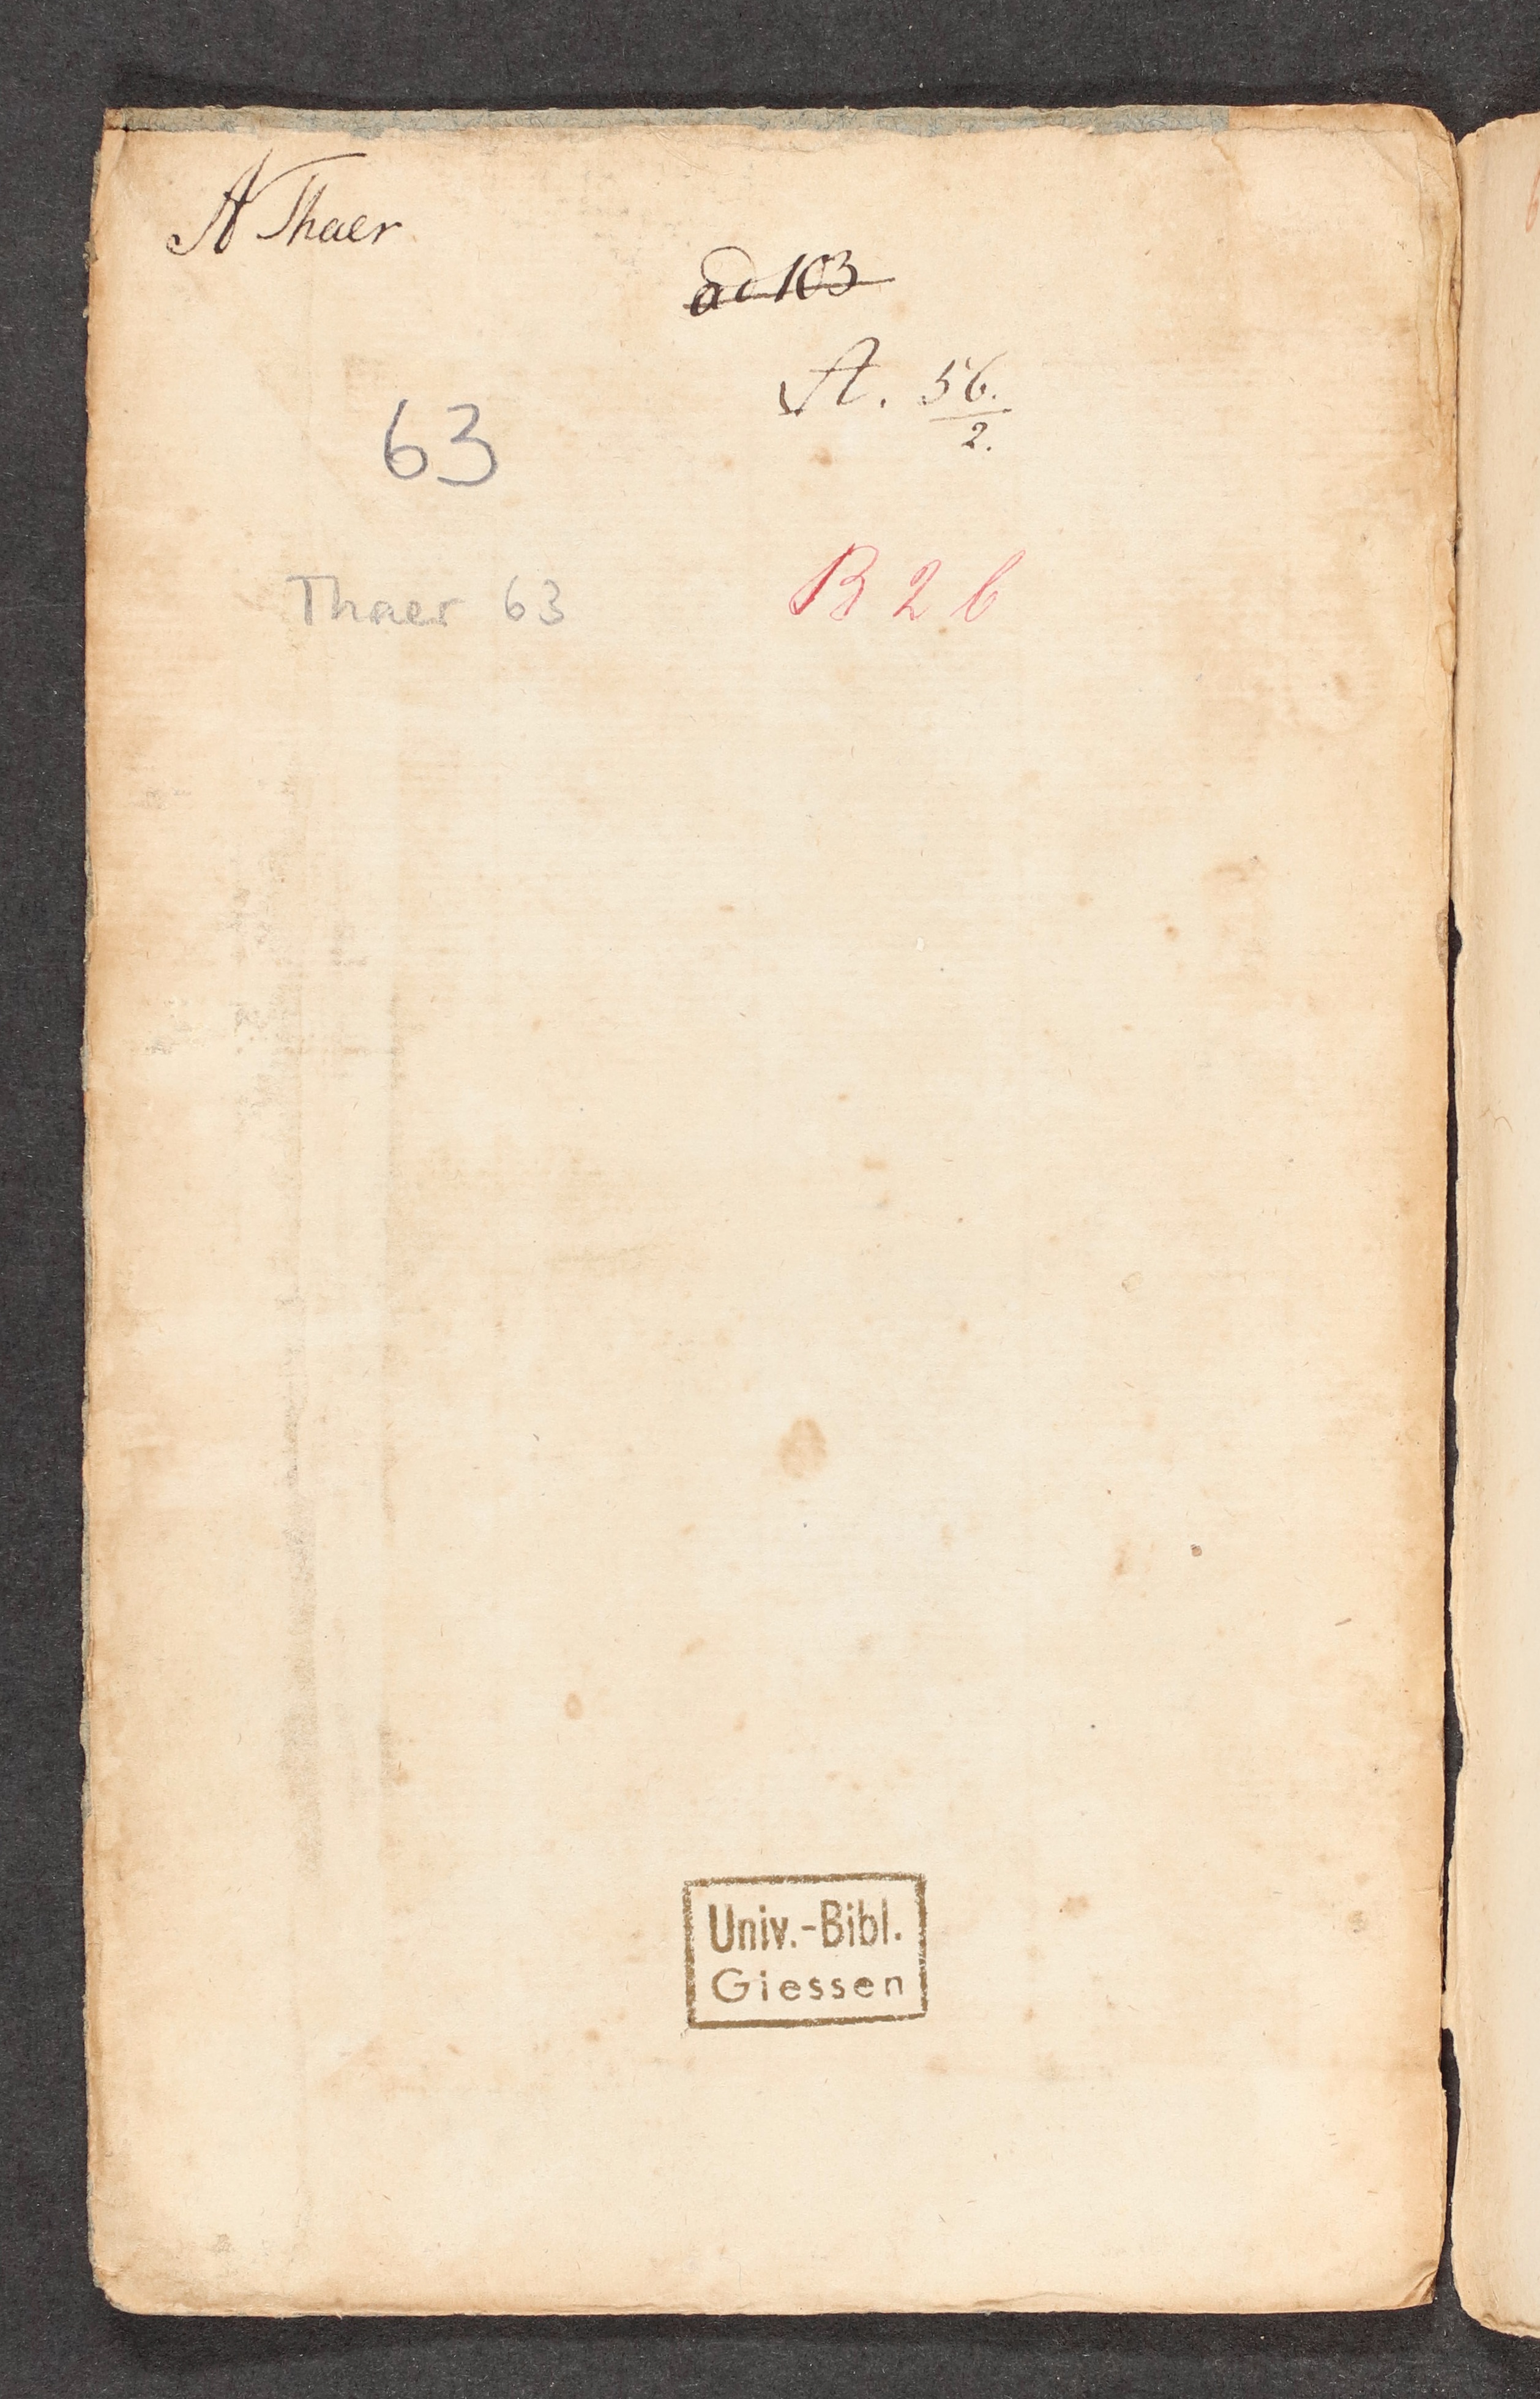 A Thaer
ad 103
A. 56.
2.
63
Thaer 63
B 2 b
Univ.-Bibl.
Giessen